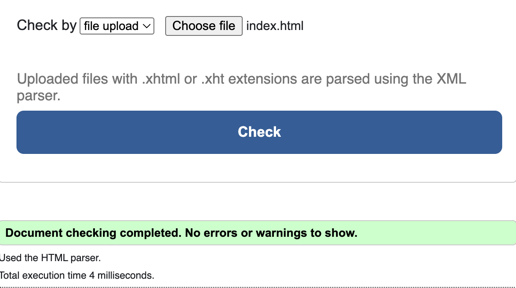 Check by file upload Choose file index.html
Uploaded files with .xhtml or .xht extensions are parsed using the XML
parser.
Check
Document checking completed. No errors or warnings to show.
Used the HTML parser.
Total execution time 4 milliseconds.